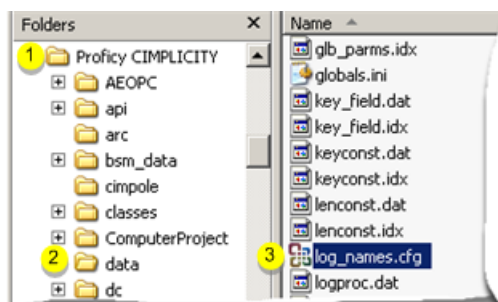 Folders
1 Proficy CIMPLICITY
AEOPC
api
arc
bsm_data
cimpole
classes
ComputerProject
2 data
dc
Name
glb_parms.idx
globals.ini
key_field.dat
key_field.idx
keyconst.dat
keyconst.idx
lenconst.dat
lenconst.idx
3 log_names.cfg
logproc.dat